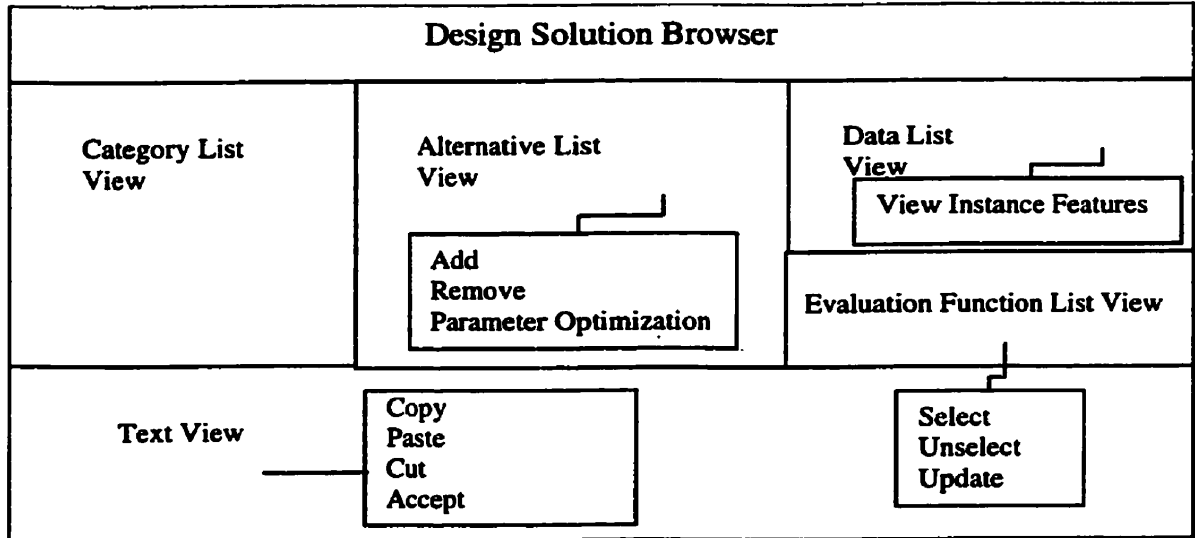 Design Solution Browser
Category List
View
Alternative List
View
Add
Remove
Parameter Optimization
Data List
View
View Instance Features
Evaluation Function List View
Text View
Copy
Paste
Cut
Accept
Select
Unselect
Update